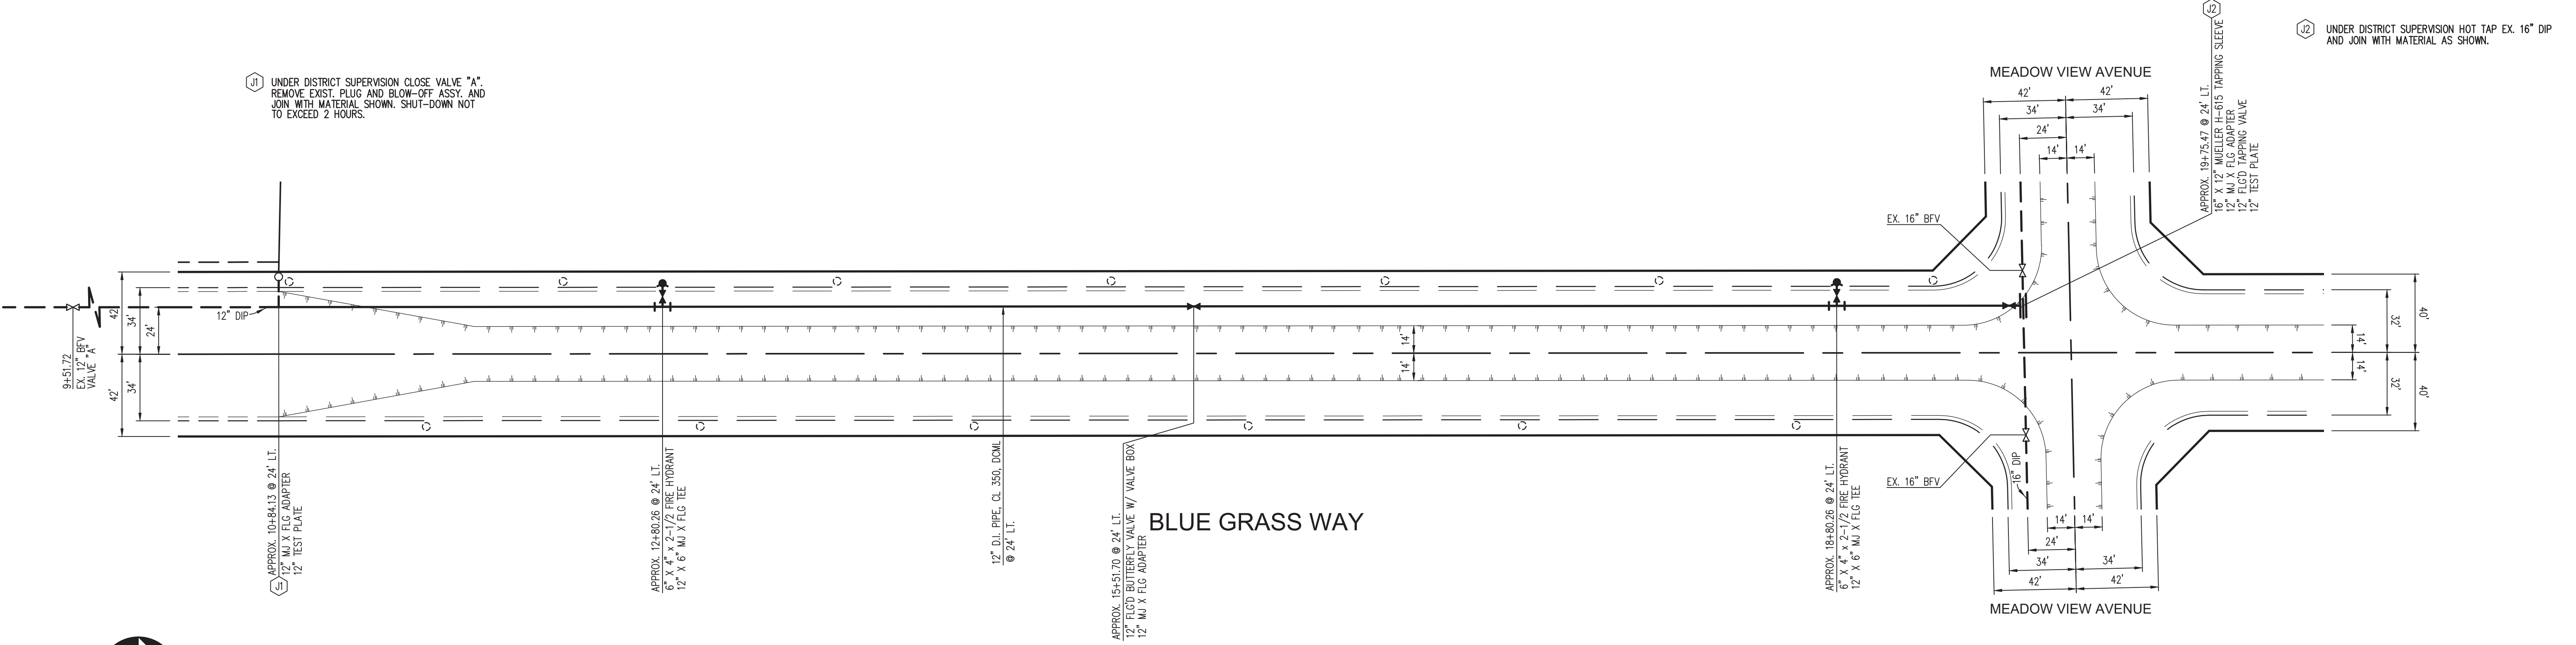 J1
UNDER DISTRICT SUPERVISION CLOSE VALVE "A".
REMOVE EXIST. PLUG AND BLOW-OFF ASSY. AND
JOIN WITH MATERIAL SHOWN. SHUT-DOWN NOT
TO EXCEED 2 HOURS.
J2
APPROX. 19+75.47 @ 24' LT.
16" X 12" MUELLER H-615 TAPPING SLEEVE
12" MJ X FLG ADAPTER
12" FLG'D TAPPING VALVE
12" TEST PLATE
J2
UNDER DISTRICT SUPERVISION HOT TAP EX. 16" DIP
AND JOIN WITH MATERIAL AS SHOWN.
MEADOW VIEW AVENUE
42'
42'
34'
34'
24'
14'
14'
EX. 16" BFV
9+51.72
EX. 12" BFV
VALVE "A"
42'
34'
24'
12" DIP
42'
34'
14'
14'
14'
14'
32'
32'
40'
40'
APPROX. 10+84.13 @ 24' LT.
12" MJ X FLG ADAPTER
12" TEST PLATE
J1
APPROX. 12+80.26 @ 24' LT.
6" X 4" x 2-1/2 FIRE HYDRANT
12" X 6" MJ X FLG TEE
12" D.I. PIPE, CL 350, DCML
@ 24' LT.
APPROX. 15+51.70 @ 24' LT.
12" FLG'D BUTTERFLY VALVE W/ VALVE BOX
12" MJ X FLG ADAPTER
BLUE GRASS WAY
APPROX. 18+80.26 @ 24' LT.
6" X 4" x 2-1/2 FIRE HYDRANT
12" X 6" MJ X FLG TEE
EX. 16" BFV
16" DIP
14'
14'
24'
34'
34'
42'
42'
MEADOW VIEW AVENUE